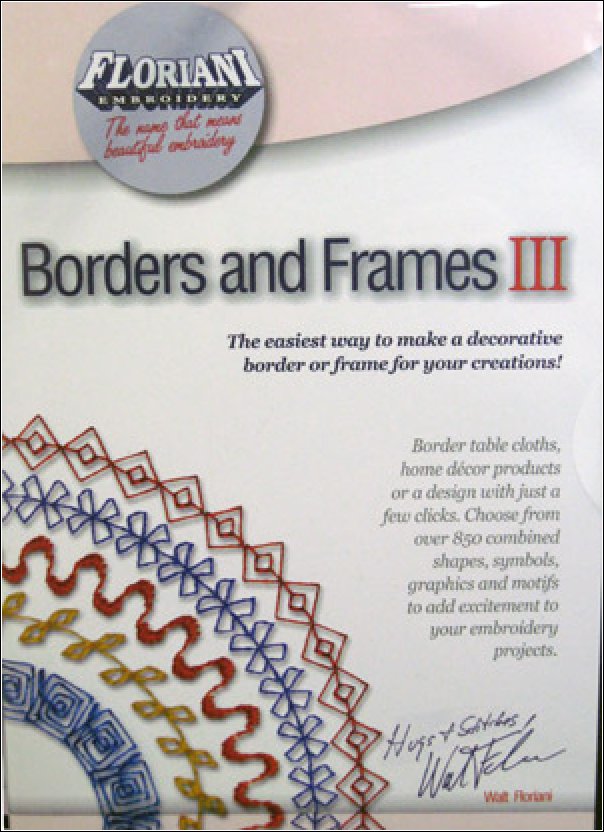 FLORIANI
EMBROIDERY
The name that means
beautiful embroidery
Borders and Frames III
The easiest way to make a decorative
border or frame for your creations!
Border table cloths,
home décor products
or a design with just a
few clicks. Choose from
over 850 combined
shapes, symbols,
graphics and motifs
to add excitement to
your embroidery
projects.
Hugs & Stitches,
Walt Floriani
Walt Floriani